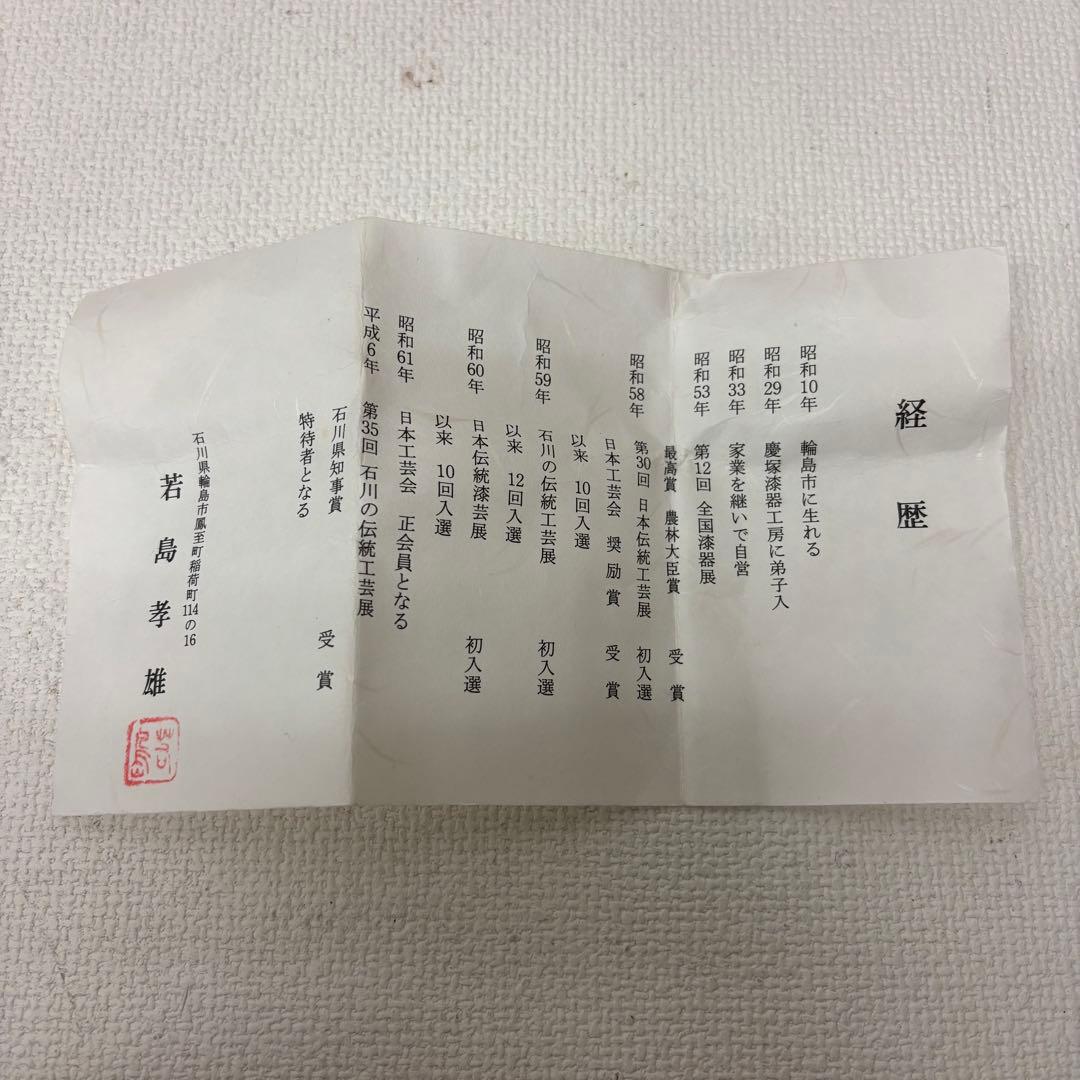 経歴
昭和10年 輪島市に生れる
昭和29年 慶塚漆器工房に弟子入
昭和33年 家業を継いで自営
昭和53年 第12回 全国漆器展
最高賞 農林大臣賞 受賞
昭和58年 第30回 日本伝統工芸展 初入選
日本工芸会 奨励賞 受賞
以来 10回入選
昭和59年 石川の伝統工芸展 初入選
以来 12回入選
昭和60年 日本伝統漆芸展 初入選
以来 10回入選
昭和61年 日本工芸会 正会員となる
平成6年 第35回 石川の伝統工芸展
石川県知事賞 受賞
特待者となる
石川県輪島市鳳至町稲荷町114の16
若島孝雄